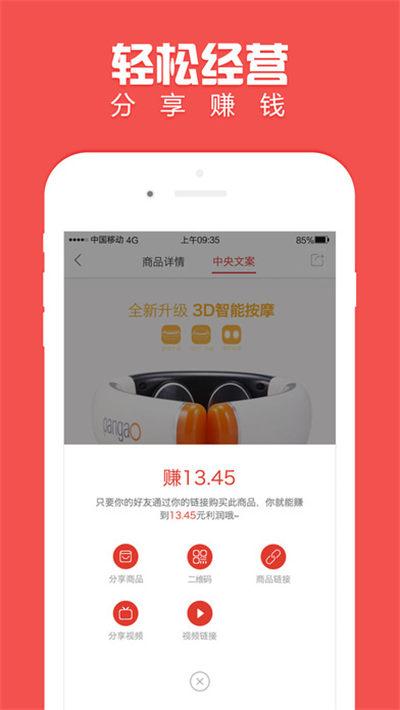 轻松经营
分享赚钱
中国移动 4G
上午09:35
85%
商品详情
中央文案
全新升级 3D智能按摩
pangao
赚13.45
只要你的好友通过你的链接购买此商品，你就能赚
到13.45元利润哦~
分享商品
二维码
商品链接
分享视频
视频链接